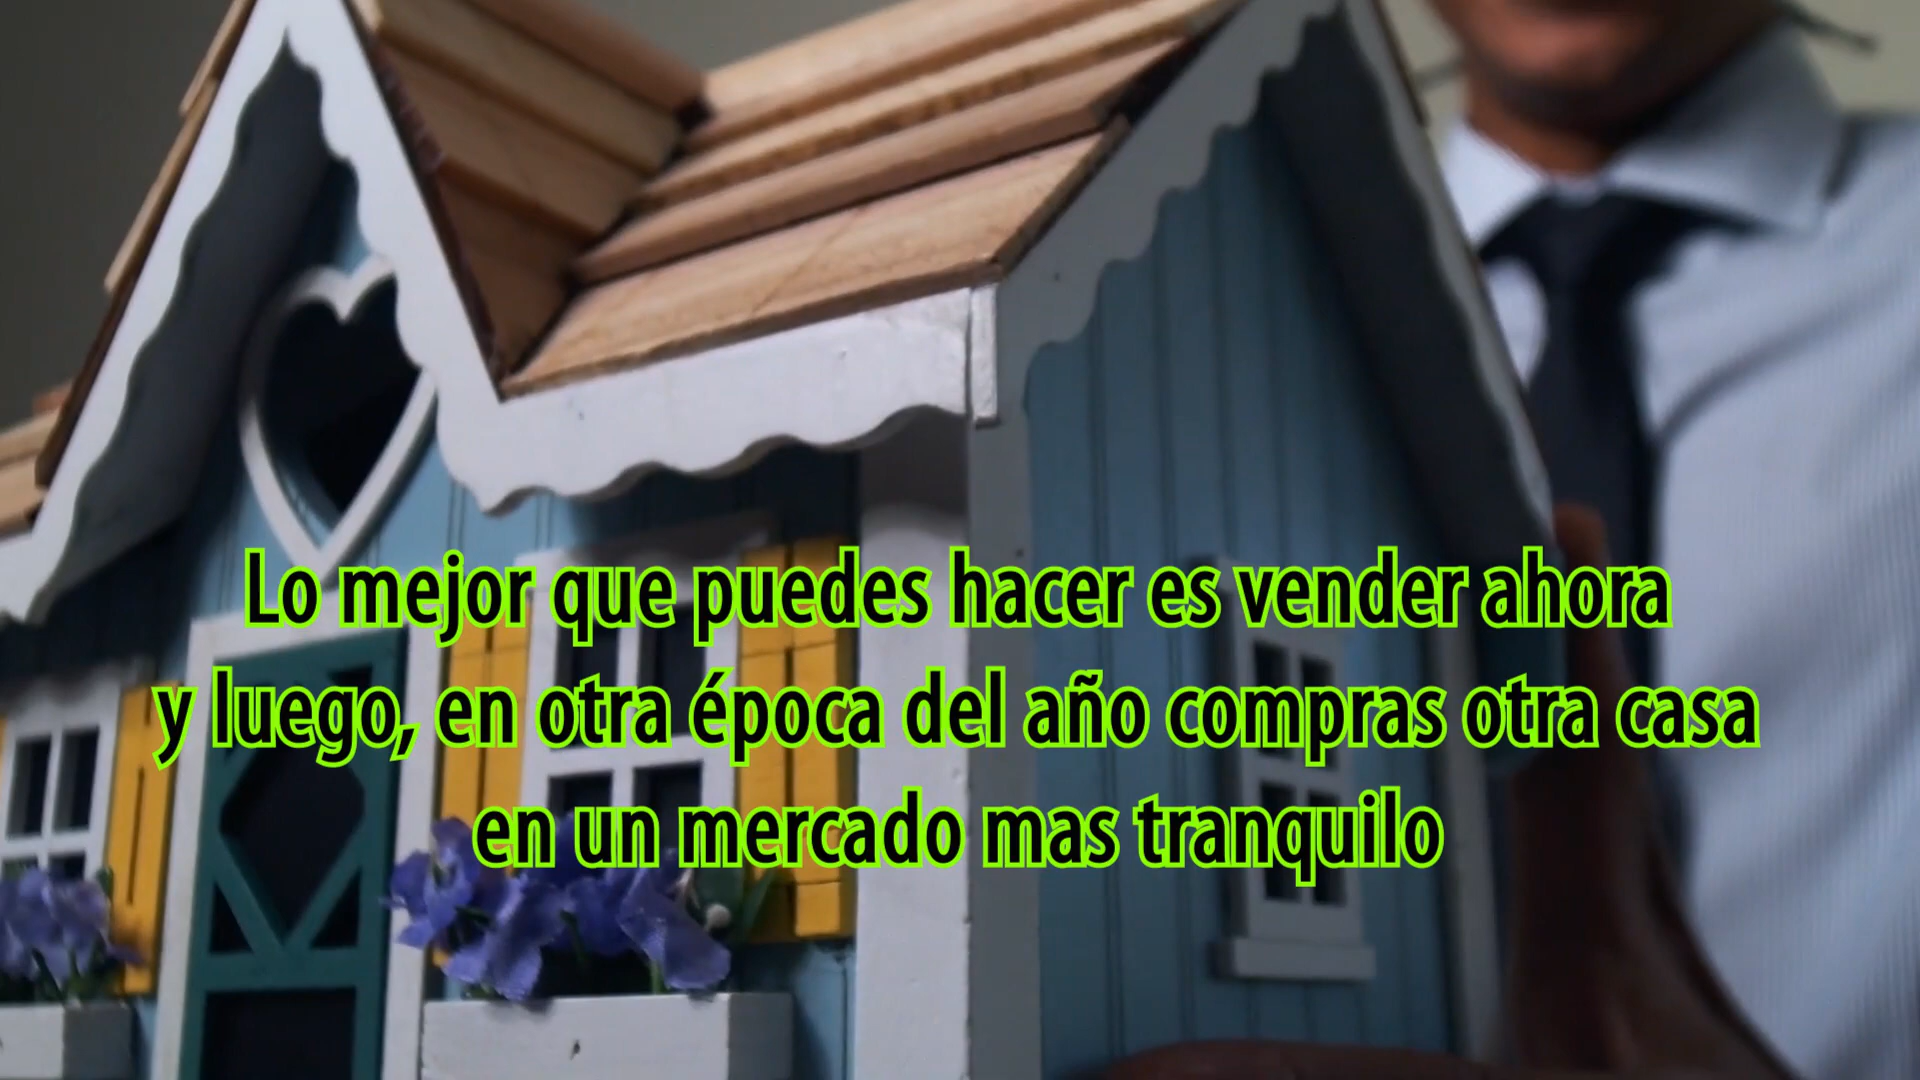 Lo mejor que puedes hacer es vender ahora
y luego, en otra época del año compras otra casa
en un mercado mas tranquilo